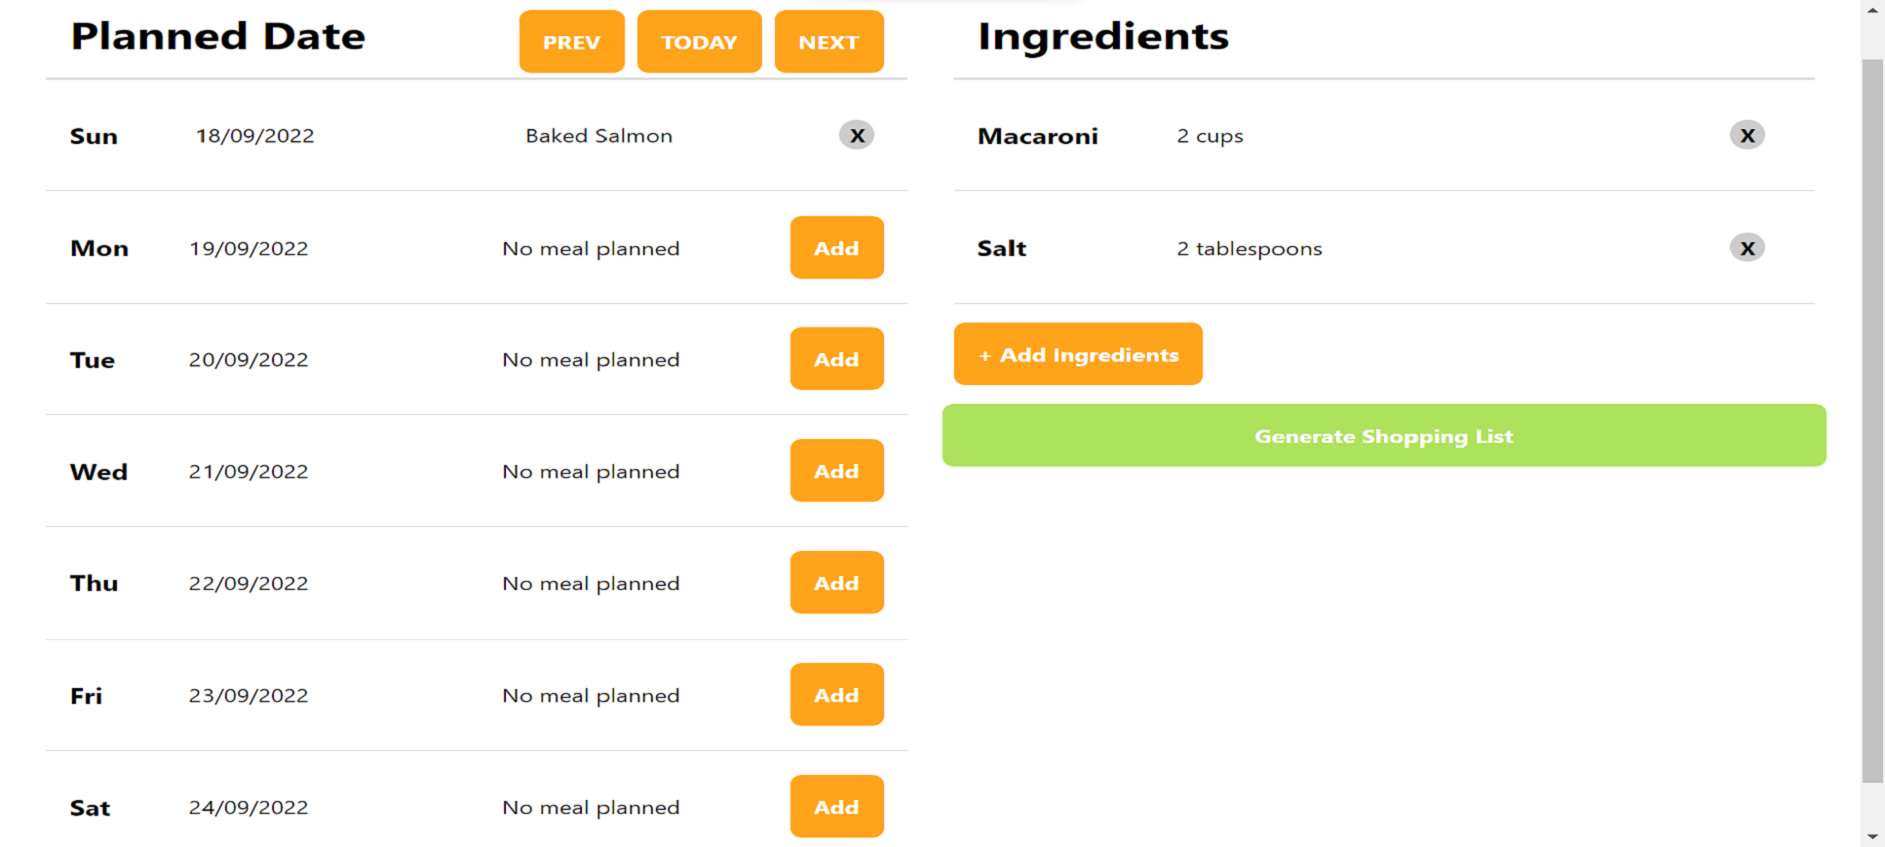 Planned Date PREV TODAY NEXT
Sun 18/09/2022 Baked Salmon X
Mon 19/09/2022 No meal planned Add
Tue 20/09/2022 No meal planned Add
Wed 21/09/2022 No meal planned Add
Thu 22/09/2022 No meal planned Add
Fri 23/09/2022 No meal planned Add
Sat 24/09/2022 No meal planned Add
Ingredients
Macaroni 2 cups X
Salt 2 tablespoons X
+ Add Ingredients
Generate Shopping List